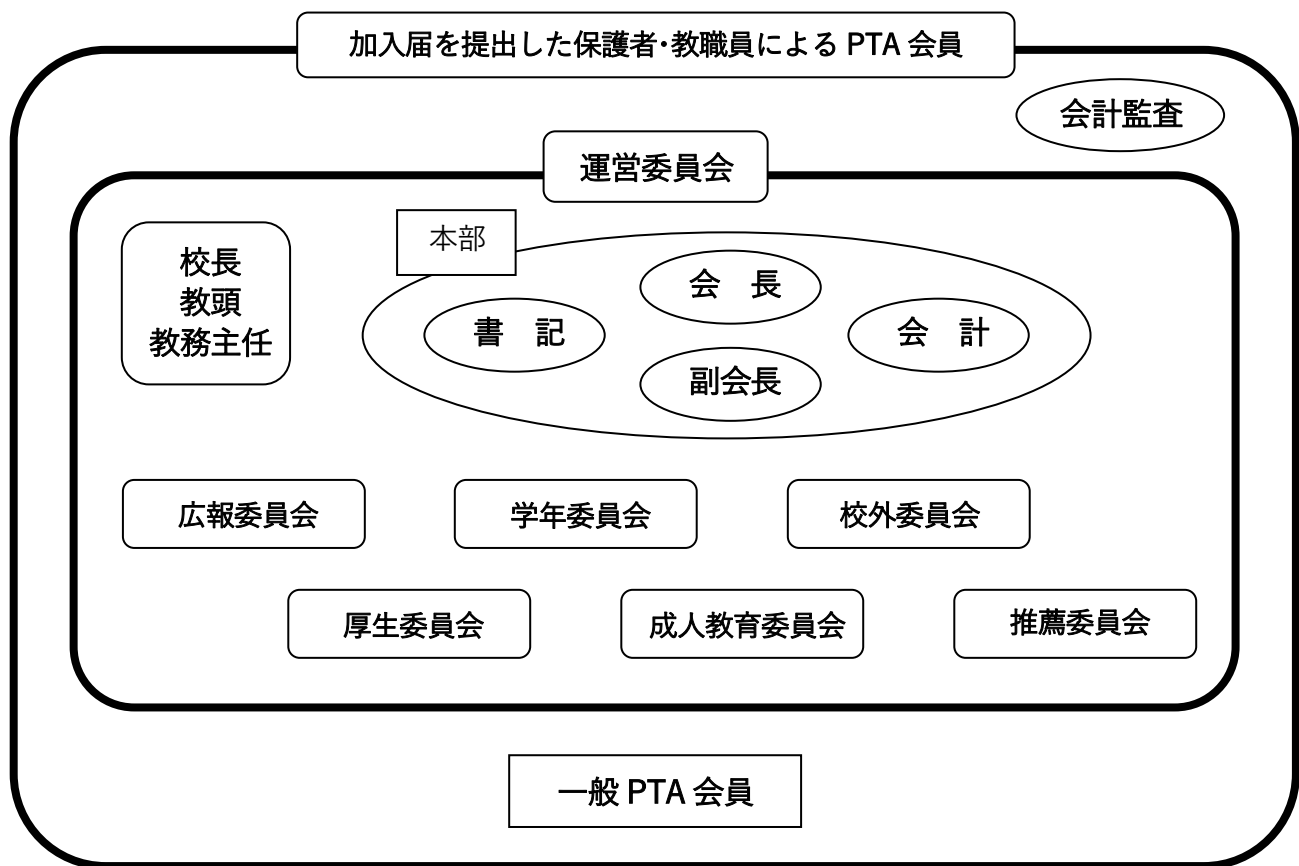 加入届を提出した保護者･教職員による PTA 会員
会計監査
運営委員会
本部
校長
教頭
教務主任
会　長
書　記
会　計
副会長
広報委員会
学年委員会
校外委員会
厚生委員会
成人教育委員会
推薦委員会
一般 PTA 会員